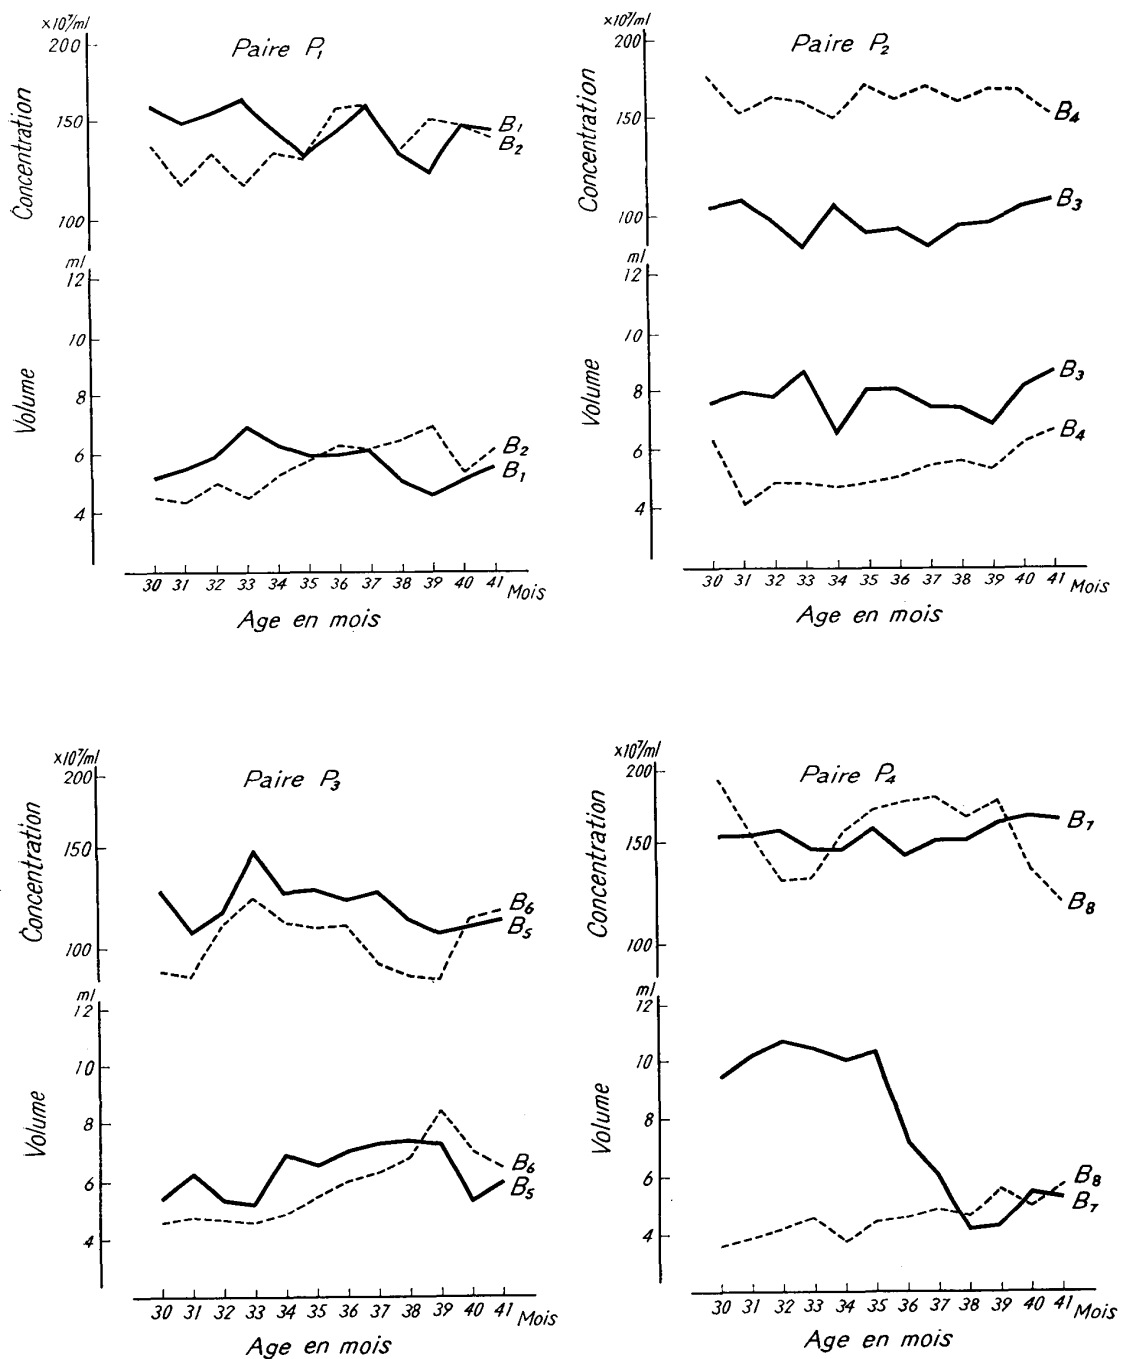 ×10⁷/ml
200
Paire P₁
150
B₁
B₂
Concentration
100
ml
12
10
8
Volume
6
B₂
B₁
4
30 31 32 33 34 35 36 37 38 39 40 41 Mois
Age en mois
×10⁷/ml
200
Paire P₂
150
B₄
Concentration
100
B₃
ml
12
10
8
B₃
Volume
6
B₄
4
30 31 32 33 34 35 36 37 38 39 40 41 Mois
Age en mois
×10⁷/ml
200
Paire P₃
150
Concentration
B₆
B₅
100
ml
12
10
8
Volume
6
B₆
B₅
4
30 31 32 33 34 35 36 37 38 39 40 41 Mois
Age en mois
×10⁷/ml
200
Paire P₄
B₇
150
Concentration
B₈
100
ml
12
10
8
Volume
6
B₈
B₇
4
30 31 32 33 34 35 36 37 38 39 40 41 Mois
Age en mois